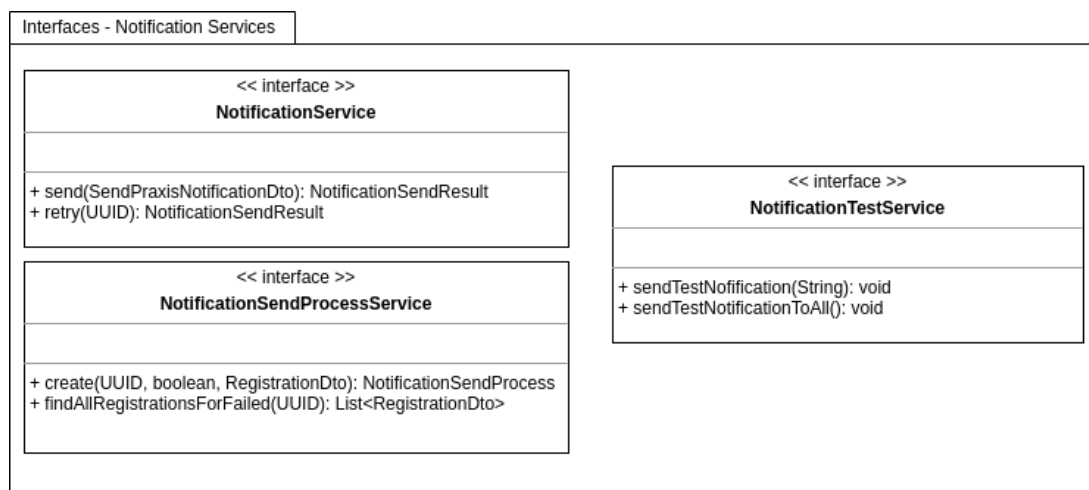 Interfaces - Notification Services
<< interface >>
NotificationService
+ send(SendPraxisNotificationDto): NotificationSendResult
+ retry(UUID): NotificationSendResult
<< interface >>
NotificationSendProcessService
+ create(UUID, boolean, RegistrationDto): NotificationSendProcess
+ findAllRegistrationsForFailed(UUID): List<RegistrationDto>
<< interface >>
NotificationTestService
+ sendTestNofification(String): void
+ sendTestNotificationToAll(): void